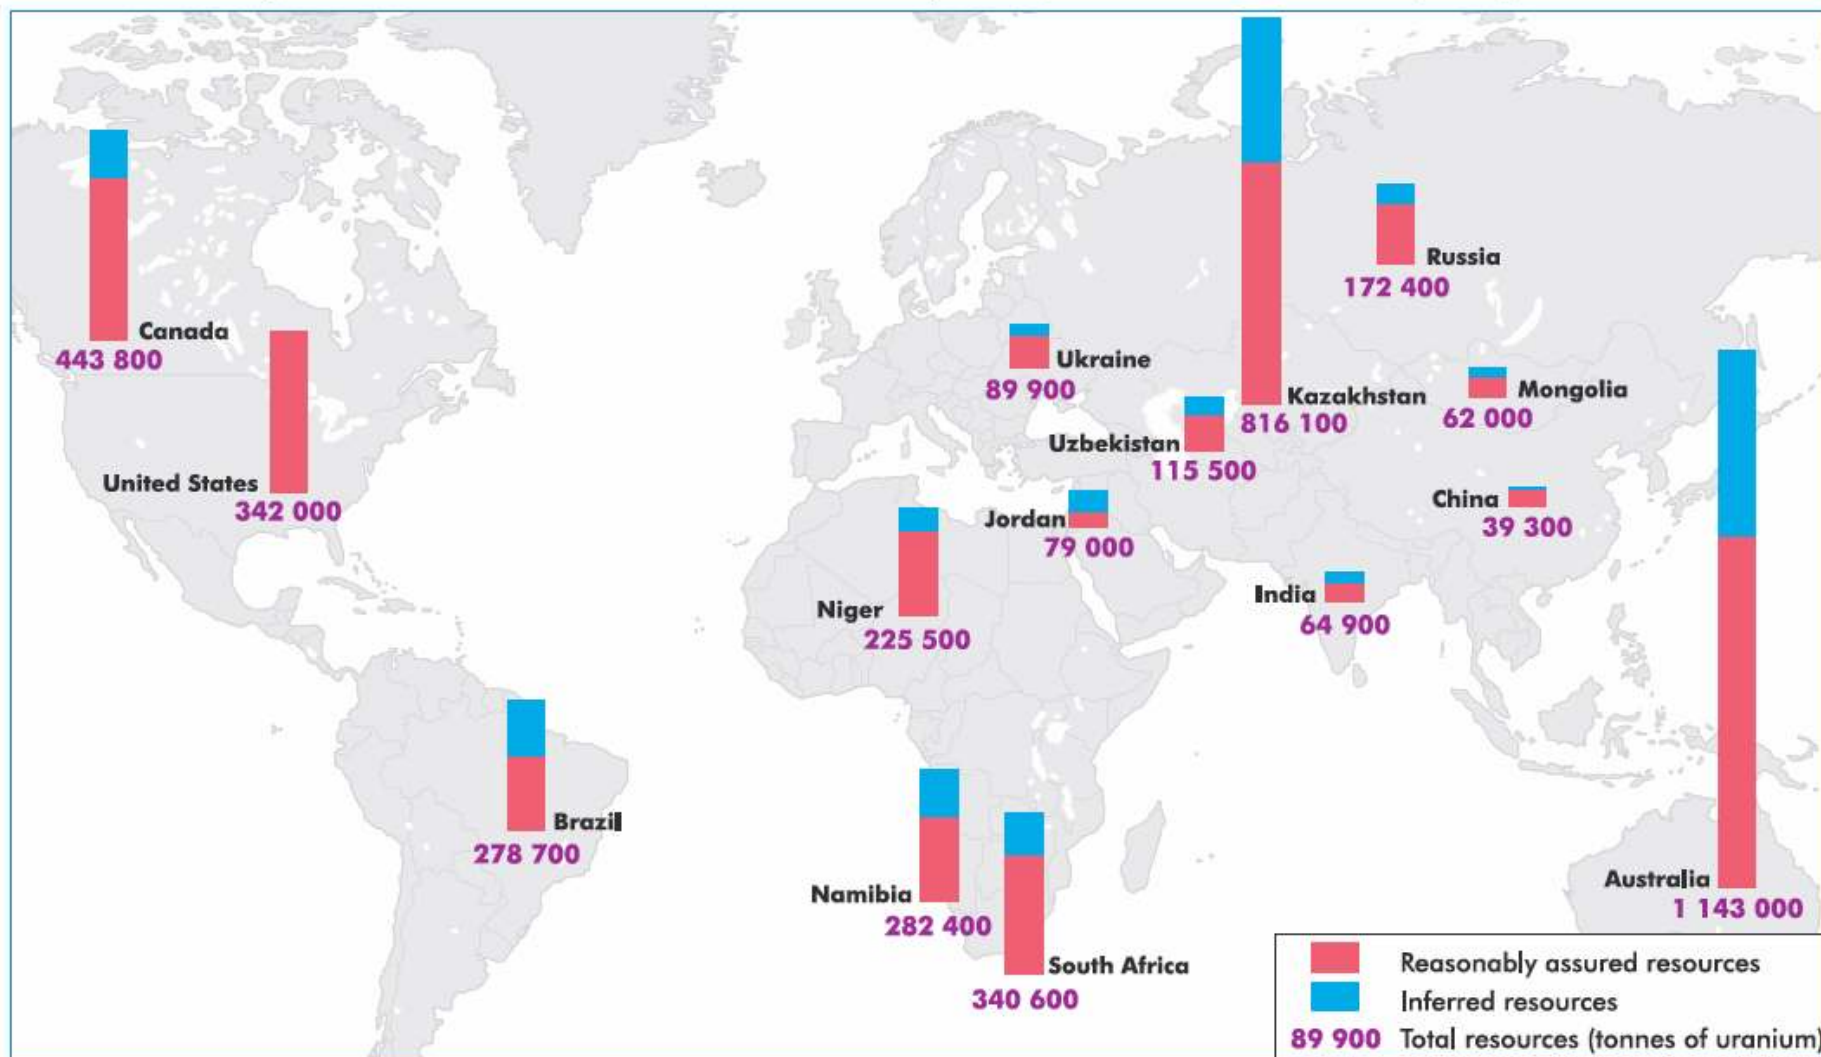 Canada
443 800
United States
342 000
Brazil
278 700
Ukraine
89 900
Uzbekistan
115 500
Kazakhstan
816 100
Russia
172 400
Mongolia
62 000
China
39 300
Jordan
79 000
India
64 900
Niger
225 500
Namibia
282 400
South Africa
340 600
Australia
1 143 000
Reasonably assured resources
Inferred resources
89 900 Total resources (tonnes of uranium)